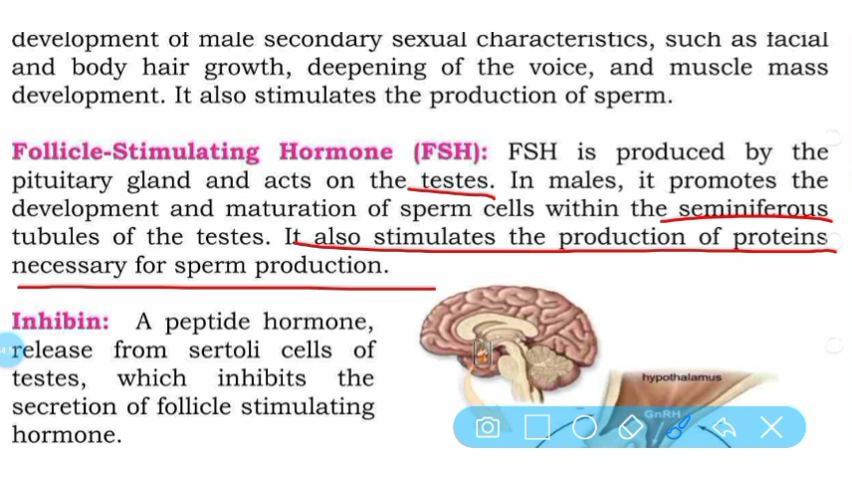 development of male secondary sexual characteristics, such as facial
and body hair growth, deepening of the voice, and muscle mass
development. It also stimulates the production of sperm.
Follicle-Stimulating Hormone (FSH): FSH is produced by the
pituitary gland and acts on the testes. In males, it promotes the
development and maturation of sperm cells within the seminiferous
tubules of the testes. It also stimulates the production of proteins
necessary for sperm production.
Inhibin: A peptide hormone,
release from sertoli cells of
testes, which inhibits the
secretion of follicle stimulating
hormone.
hypothalamus
GnRH